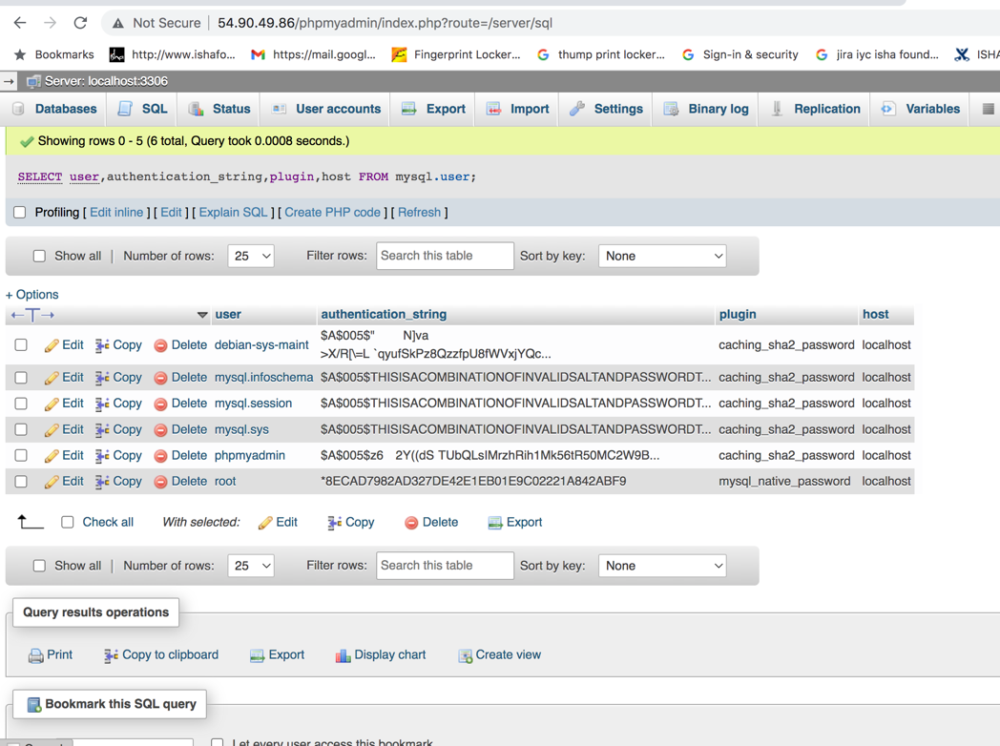 Not Secure | 54.90.49.86/phpmyadmin/index.php?route=/server/sql
Bookmarks http://www.ishafo... https://mail.googl... Fingerprint Locker... thump print locker... Sign-in & security jira iyc isha found... ISHA
Server: localhost:3306
Databases SQL Status User accounts Export Import Settings Binary log Replication Variables
Showing rows 0 - 5 (6 total, Query took 0.0008 seconds.)
SELECT user,authentication_string,plugin,host FROM mysql.user;
Profiling [ Edit inline ] [ Edit ] [ Explain SQL ] [ Create PHP code ] [ Refresh ]
Show all | Number of rows: 25 Filter rows: Search this table Sort by key: None
+ Options
←T→ user authentication_string plugin host
Edit Copy Delete debian-sys-maint $A$005$" N]va >X/R[\=L `qyufSkPz8QzzfpU8fWVxjYQc... caching_sha2_password localhost
Edit Copy Delete mysql.infoschema $A$005$THISISACOMBINATIONOFINVALIDSALTANDPASSWORDT... caching_sha2_password localhost
Edit Copy Delete mysql.session $A$005$THISISACOMBINATIONOFINVALIDSALTANDPASSWORDT... caching_sha2_password localhost
Edit Copy Delete mysql.sys $A$005$THISISACOMBINATIONOFINVALIDSALTANDPASSWORDT... caching_sha2_password localhost
Edit Copy Delete phpmyadmin $A$005$z6 2Y((dS TUbQLsIMrzhRih1Mk56tR50MC2W9B... caching_sha2_password localhost
Edit Copy Delete root *8ECAD7982AD327DE42E1EB01E9C02221A842ABF9 mysql_native_password localhost
Check all With selected: Edit Copy Delete Export
Show all | Number of rows: 25 Filter rows: Search this table Sort by key: None
Query results operations
Print Copy to clipboard Export Display chart Create view
Bookmark this SQL query
Let every user access this bookmark